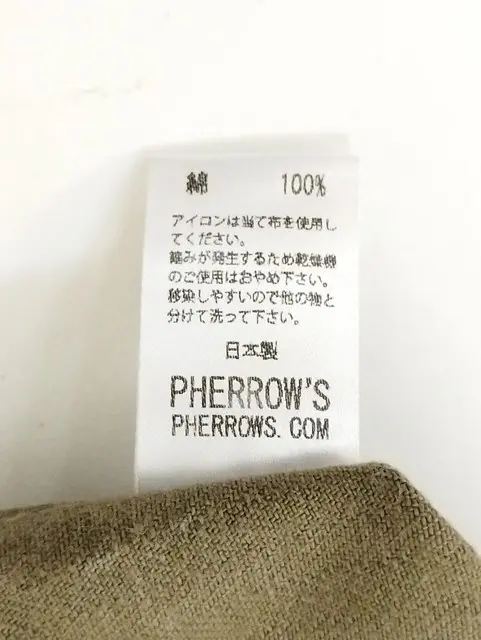 綿 100%
アイロンは当て布を使用し
てください。
縮みが発生するため乾燥機
のご使用はおやめ下さい。
移染しやすいので他の物と
分けて洗って下さい。
日本製
PHERROW'S
PHERROWS. COM